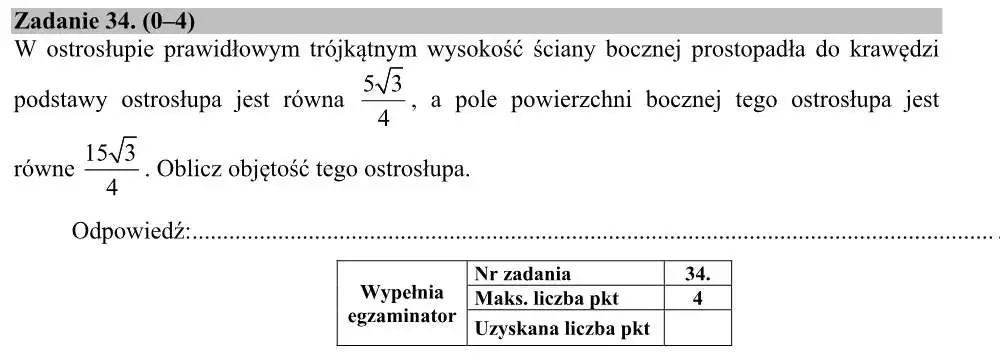 Zadanie 34. (0–4)
W ostrosłupie prawidłowym trójkątnym wysokość ściany bocznej prostopadła do krawędzi
podstawy ostrosłupa jest równa 5√3/4, a pole powierzchni bocznej tego ostrosłupa jest
równe 15√3/4. Oblicz objętość tego ostrosłupa.
Odpowiedź:....................................................................................................................................
Wypełnia egzaminator
Nr zadania 34.
Maks. liczba pkt 4
Uzyskana liczba pkt